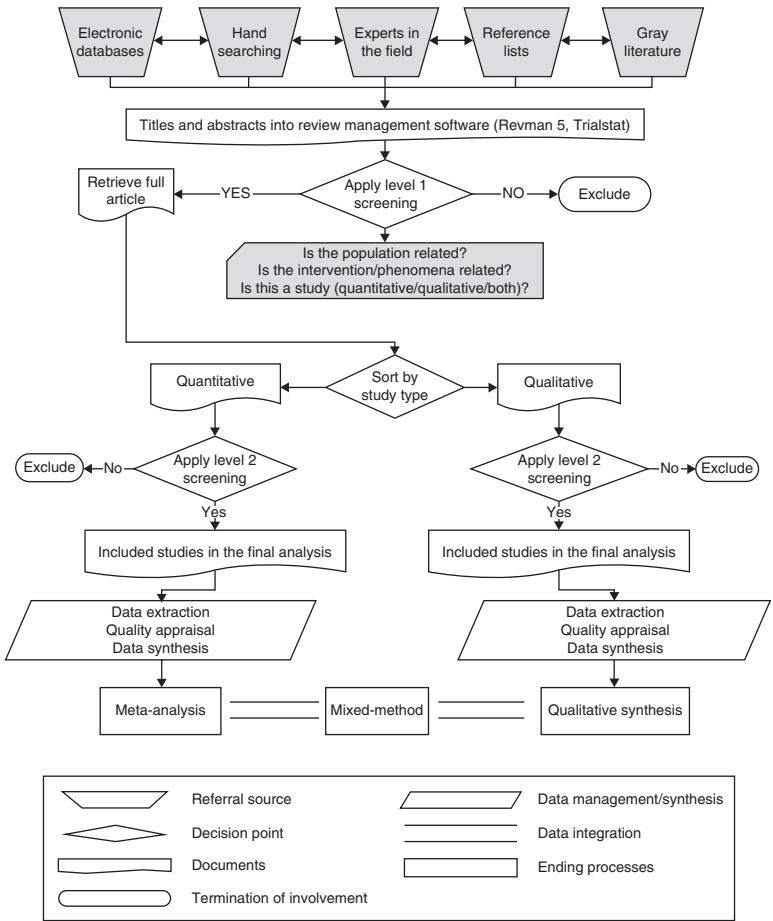 Electronic
databases
Hand
searching
Experts in
the field
Reference
lists
Gray
literature
Titles and abstracts into review management software (Revman 5, Trialstat)
Retrieve full
article
YES
Apply level 1
screening
NO
Exclude
Is the population related?
Is the intervention/phenomena related?
Is this a study (quantitative/qualitative/both)?
Quantitative
Sort by
study type
Qualitative
Exclude
No
Apply level 2
screening
Apply level 2
screening
No
Exclude
Yes
Yes
Included studies in the final analysis
Included studies in the final analysis
Data extraction
Quality appraisal
Data synthesis
Data extraction
Quality appraisal
Data synthesis
Meta-analysis
Mixed-method
Qualitative synthesis
Referral source
Data management/synthesis
Decision point
Data integration
Documents
Ending processes
Termination of involvement